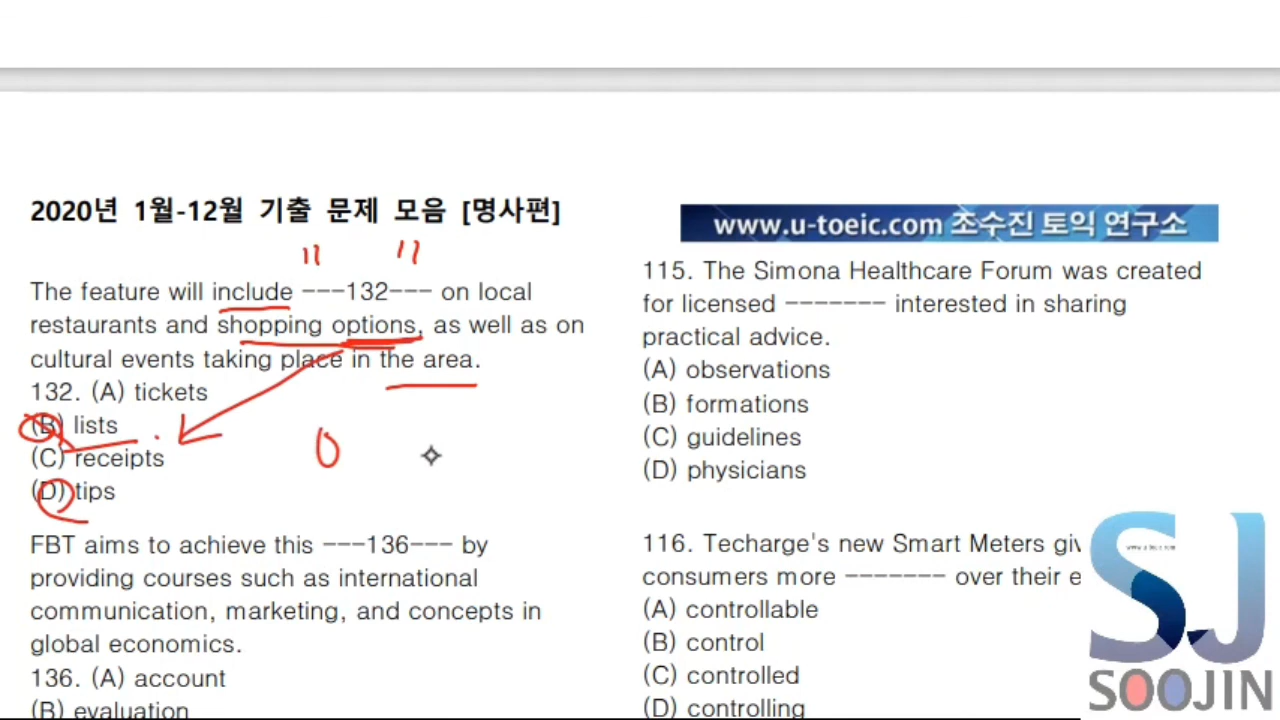 2020년 1월-12월 기출 문제 모음 [명사편]
The feature will include ---132--- on local
restaurants and shopping options, as well as on
cultural events taking place in the area.
132. (A) tickets
(B) lists
(C) receipts
(D) tips
FBT aims to achieve this ---136--- by
providing courses such as international
communication, marketing, and concepts in
global economics.
136. (A) account
(B) evaluation
www.u-toeic.com 조수진 토익 연구소
115. The Simona Healthcare Forum was created
for licensed ------- interested in sharing
practical advice.
(A) observations
(B) formations
(C) guidelines
(D) physicians
116. Techarge's new Smart Meters giv
consumers more ------- over their e
(A) controllable
(B) control
(C) controlled
(D) controlling
SJ
SOOJIN